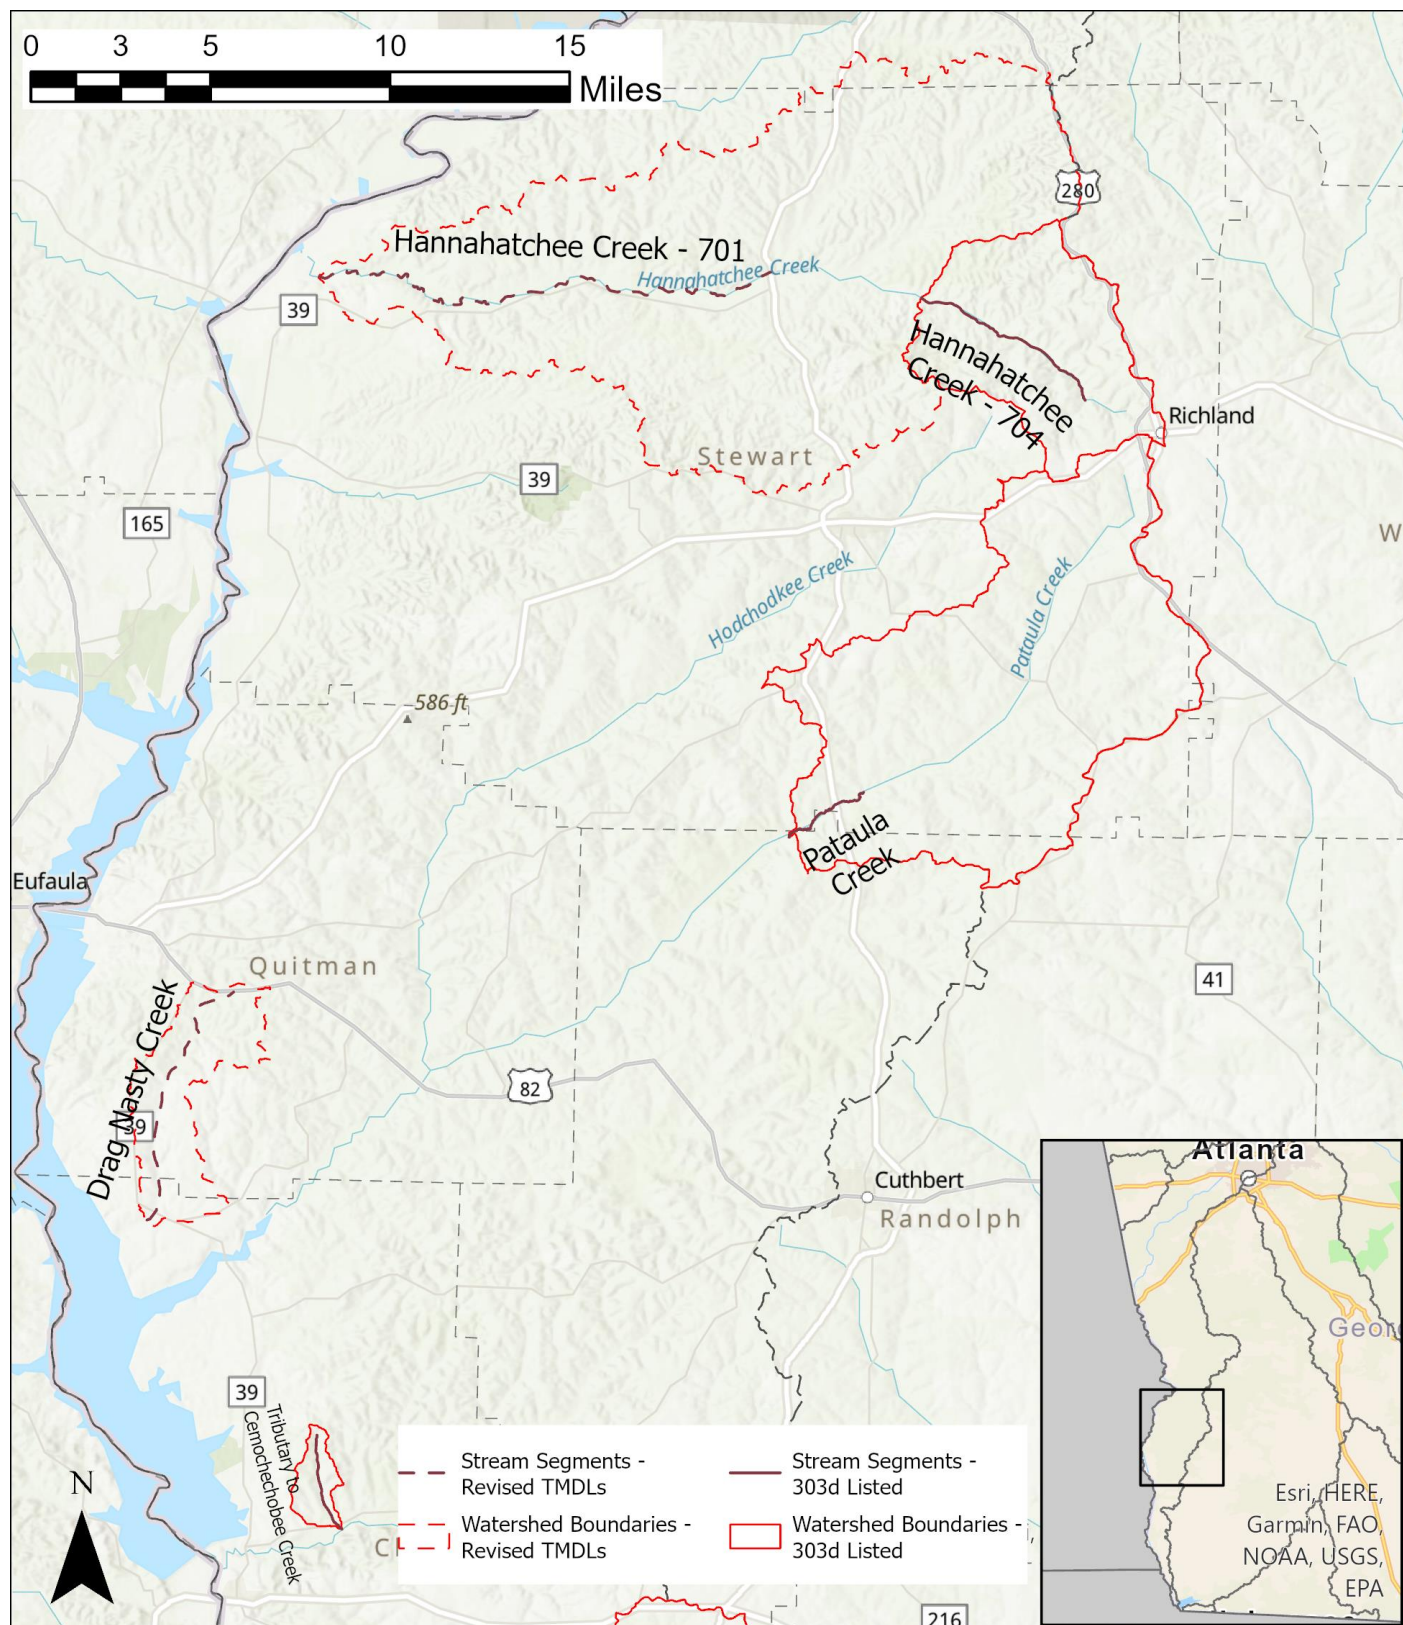 0 3 5 10 15
Miles
280
Hannahatchee Creek - 701
Hannahatchee Creek
39
Hannahatchee
Creek - 704
Richland
Stewart
39
165
W
Hodchodkee Creek
Pataula Creek
586 ft
Pataula
Creek
Eufaula
Quitman
41
Drag Nasty Creek
82
39
Cuthbert
Randolph
39
Tributary to
Cemochechobee Creek
N
Stream Segments -
Revised TMDLs
Stream Segments -
303d Listed
Watershed Boundaries -
Revised TMDLs
Watershed Boundaries -
303d Listed
216
Atlanta
Geor
Esri, HERE,
Garmin, FAO,
NOAA, USGS,
EPA